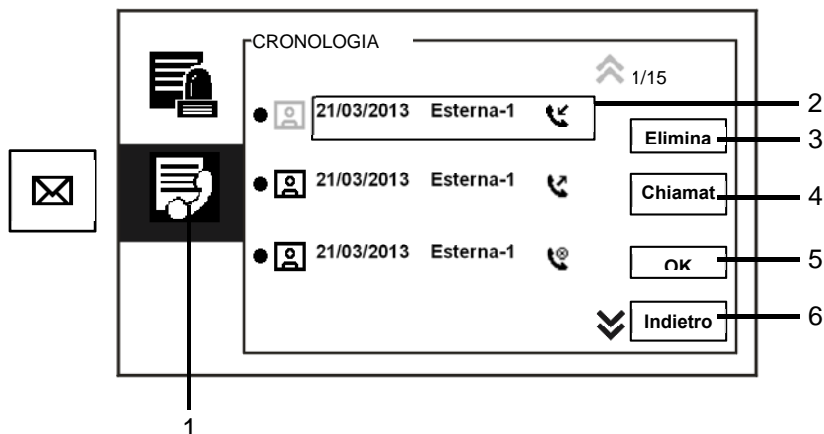 CRONOLOGIA
1/15
21/03/2013 Esterna-1
2
Elimina
3
21/03/2013 Esterna-1
Chiamat
4
21/03/2013 Esterna-1
OK
5
Indietro
6
1